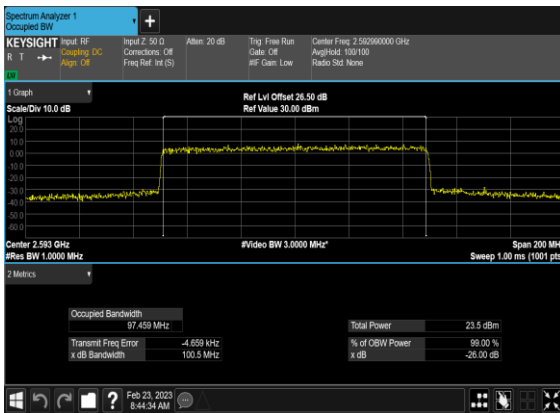 Spectrum Analyzer 1
Occupied BW
KEYSIGHT
R T
LV
Input: RF
Coupling: DC
Align: Off
Input Z: 50 Ω
Corrections: Off
Freq Ref: Int (S)
Atten: 20 dB
Trig: Free Run
Gate: Off
#IF Gain: Low
Center Freq: 2.592990000 GHz
Avg|Hold: 100/100
Radio Std: None
1 Graph
Scale/Div 10.0 dB
Ref Lvl Offset 26.50 dB
Ref Value 30.00 dBm
Log
20.0
10.0
0.00
-10.0
-20.0
-30.0
-40.0
-50.0
-60.0
Center 2.593 GHz
#Res BW 1.0000 MHz
#Video BW 3.0000 MHz*
Span 200 MH
Sweep 1.00 ms (1001 pts
2 Metrics
Occupied Bandwidth
97.459 MHz
Total Power 23.5 dBm
Transmit Freq Error -4.659 kHz
% of OBW Power 99.00 %
x dB Bandwidth 100.5 MHz
x dB -26.00 dB
Feb 23, 2023
8:44:34 AM